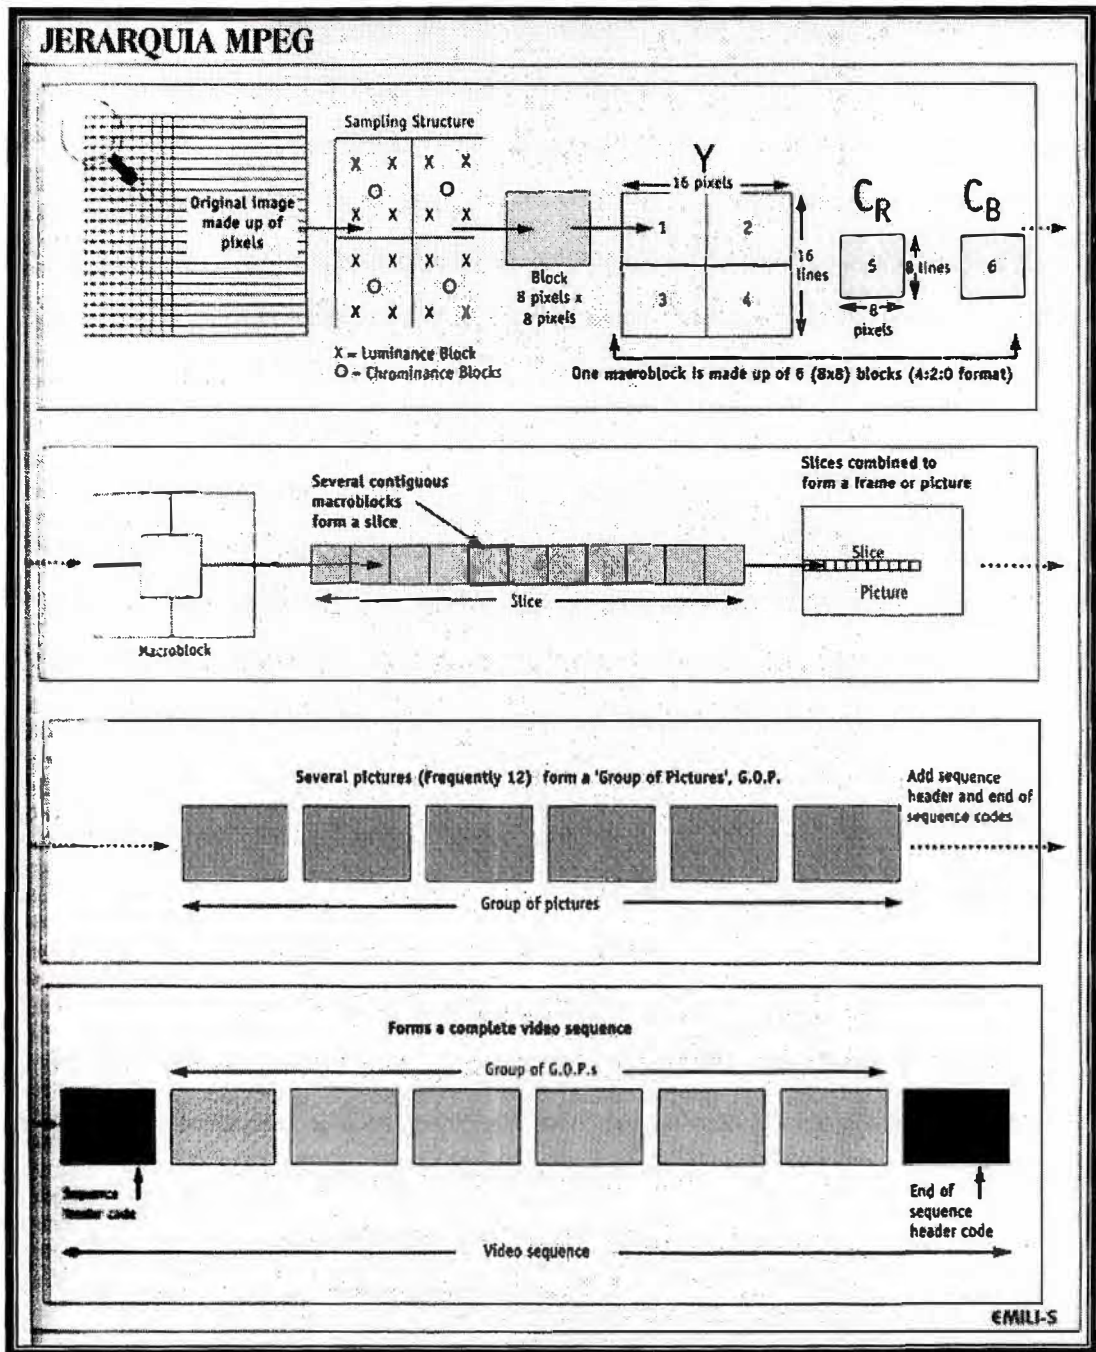 JERARQUIA MPEG
Original image
made up of
pixels
Sampling Structure
X X X X
O O
X X X X
X X X X
O O
X X X X
X = Luminance Block
O = Chrominance Blocks
Block
8 pixels x
8 pixels
Y
16 pixels
1 2
3 4
16
lines
CR
5
8 lines
8
pixels
CB
6
One macroblock is made up of 6 (8x8) blocks (4:2:0 format)
Macroblock
Several contiguous
macroblocks
form a slice
Slice
Slices combined to
form a frame or picture
Slice
Picture
Several pictures (Frequently 12) form a 'Group of Pictures', G.O.P.
Group of pictures
Add sequence
header and end of
sequence codes
Forms a complete video sequence
Group of G.O.P.s
Sequence
header code
End of
sequence
header code
Video sequence
EMILI-S